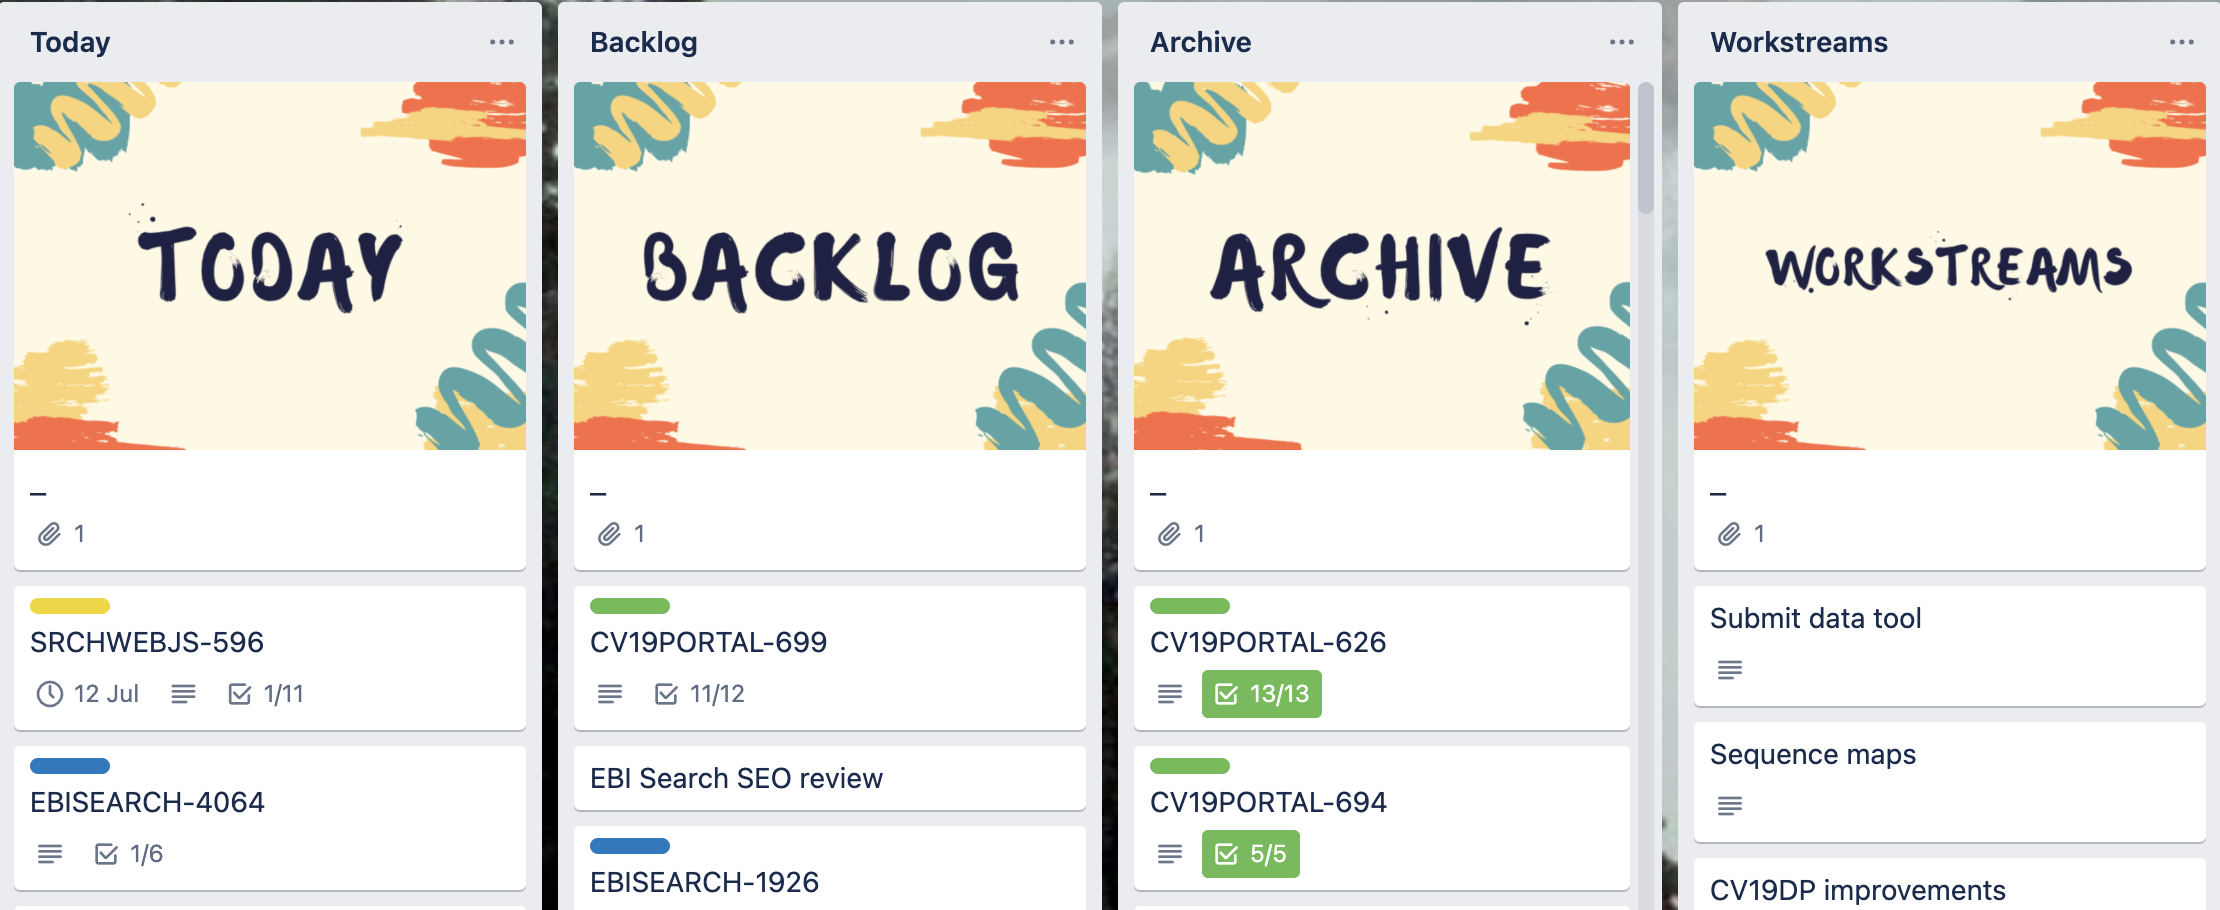 Today
TODAY
–
1
SRCHWEBJS-596
12 Jul 1/11
EBISEARCH-4064
1/6
Backlog
BACKLOG
–
1
CV19PORTAL-699
11/12
EBI Search SEO review
EBISEARCH-1926
Archive
ARCHIVE
–
1
CV19PORTAL-626
13/13
CV19PORTAL-694
5/5
Workstreams
WORKSTREAMS
–
1
Submit data tool
Sequence maps
CV19DP improvements